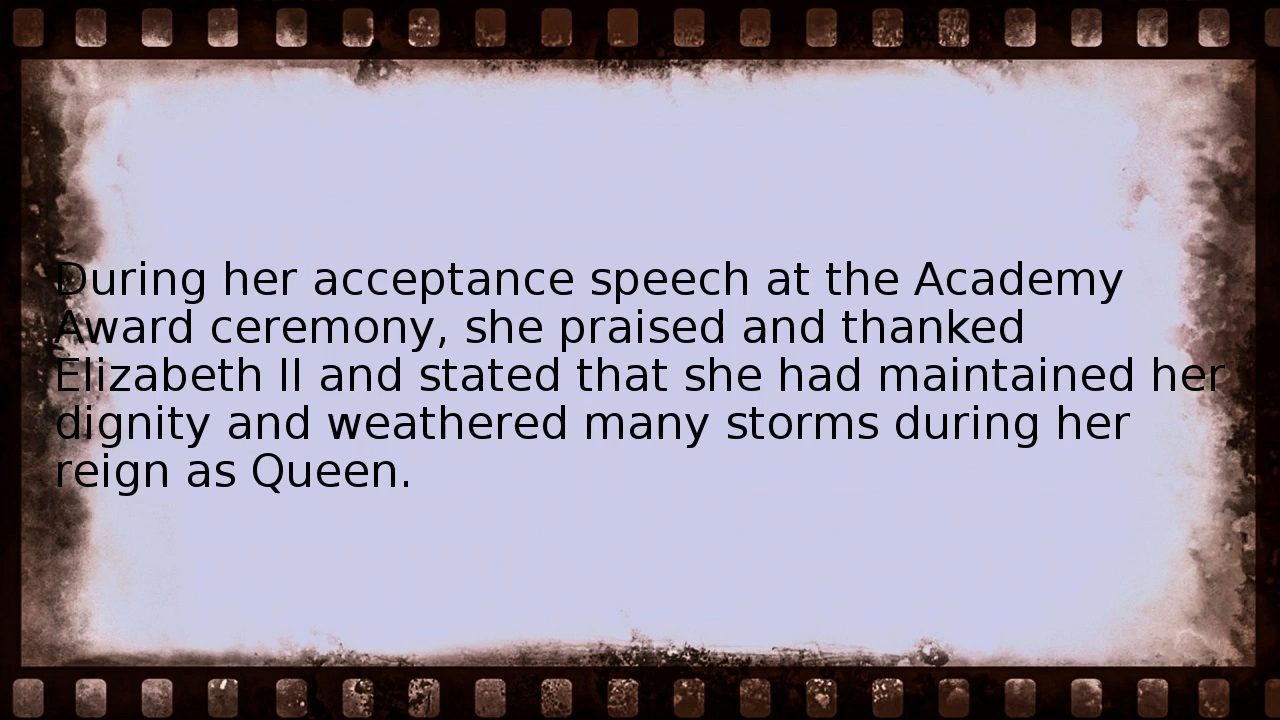 During her acceptance speech at the Academy
Award ceremony, she praised and thanked
Elizabeth II and stated that she had maintained her
dignity and weathered many storms during her
reign as Queen.